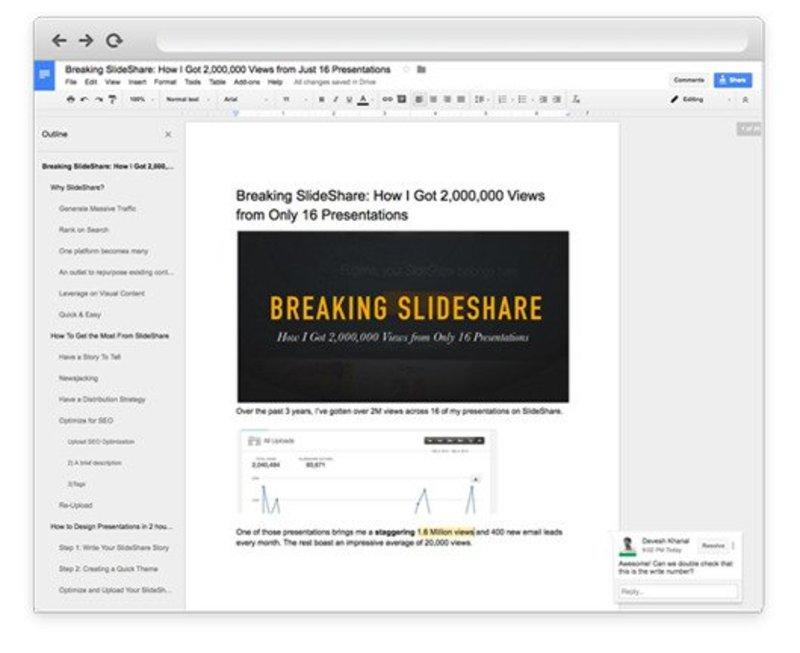 Breaking SlideShare: How I Got 2,000,000 Views from Just 16 Presentations
File Edit View Insert Format Tools Table Add-ons Help All changes saved in Drive
Comments
Share
100% Normal text Arial 11
Editing
Outline
Breaking SlideShare: How I Got 2,000,...
Why SlideShare?
Generate Massive Traffic
Rank on Search
One platform becomes many
An outlet to repurpose existing cont...
Leverage on Visual Content
Quick & Easy
How To Get the Most From SlideShare
Have a Story To Tell
Newsjacking
Have a Distribution Strategy
Optimize for SEO
Upload SEO Optimization
2) A brief description
3)Tags
Re-Upload
How to Design Presentations in 2 hou...
Step 1: Write Your SlideShare Story
Step 2: Creating a Quick Theme
Optimize and Upload Your SlideSh...
Breaking SlideShare: How I Got 2,000,000 Views
from Only 16 Presentations
BREAKING SLIDESHARE
How I Got 2,000,000 Views from Only 16 Presentations
Over the past 3 years, I've gotten over 2M views across 16 of my presentations on SlideShare.
All Uploads
2,040,494 93,671
One of those presentations brings me a staggering 1.6 Million views and 400 new email leads
every month. The rest boast an impressive average of 20,000 views.
Devesh Khanal
9:02 PM Today
Resolve
Awesome! Can we double check that
this is the write number?
Reply...